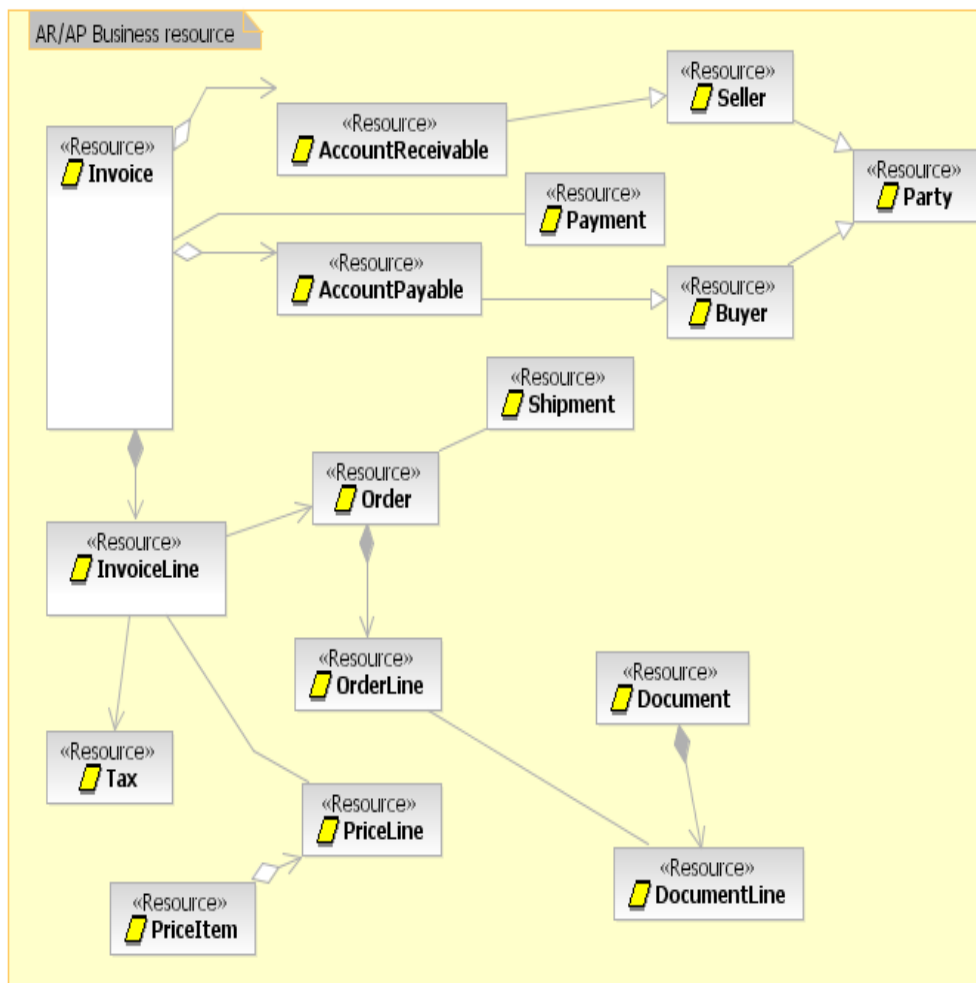 AR/AP Business resource
«Resource»
Invoice
«Resource»
AccountReceivable
«Resource»
Seller
«Resource»
Party
«Resource»
Payment
«Resource»
AccountPayable
«Resource»
Buyer
«Resource»
Shipment
«Resource»
Order
«Resource»
InvoiceLine
«Resource»
OrderLine
«Resource»
Document
«Resource»
Tax
«Resource»
PriceLine
«Resource»
DocumentLine
«Resource»
PriceItem